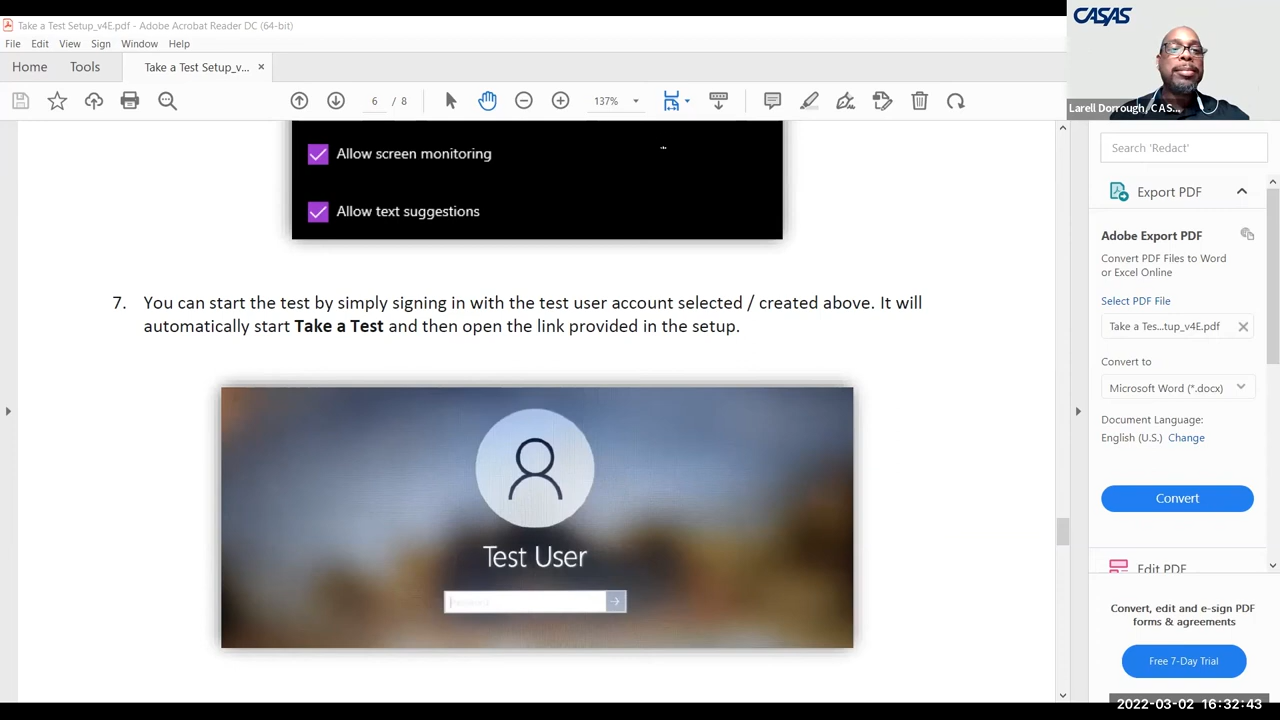 Take a Test Setup_v4E.pdf - Adobe Acrobat Reader DC (64-bit)
File Edit View Sign Window Help
Home Tools Take a Test Setup_v... ×
6 / 8 137%
CASAS
Larell Dorrough, CAS...
Allow screen monitoring
Allow text suggestions
7. You can start the test by simply signing in with the test user account selected / created above. It will
automatically start Take a Test and then open the link provided in the setup.
Test User
Search 'Redact'
Export PDF
Adobe Export PDF
Convert PDF Files to Word
or Excel Online
Select PDF File
Take a Tes...tup_v4E.pdf
Convert to
Microsoft Word (*.docx)
Document Language:
English (U.S.) Change
Convert
Edit PDF
Convert, edit and e-sign PDF
forms & agreements
Free 7-Day Trial
2022-03-02 16:32:43